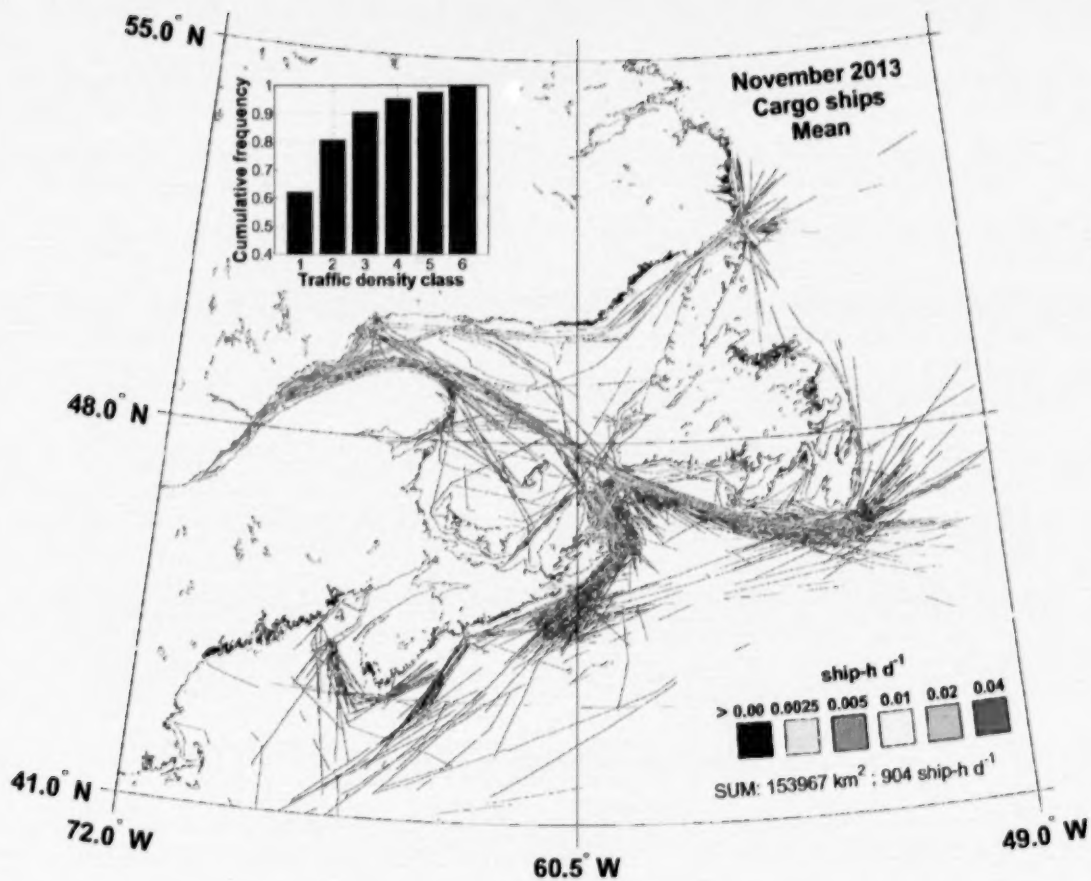 55.0° N
November 2013
Cargo ships
Mean
Cumulative frequency
1
0.9
0.8
0.7
0.6
0.5
0.4
1 2 3 4 5 6
Traffic density class
48.0° N
ship-h d⁻¹
> 0.00 0.0025 0.005 0.01 0.02 0.04
SUM: 153967 km² ; 904 ship-h d⁻¹
41.0° N
72.0° W
60.5° W
49.0° W